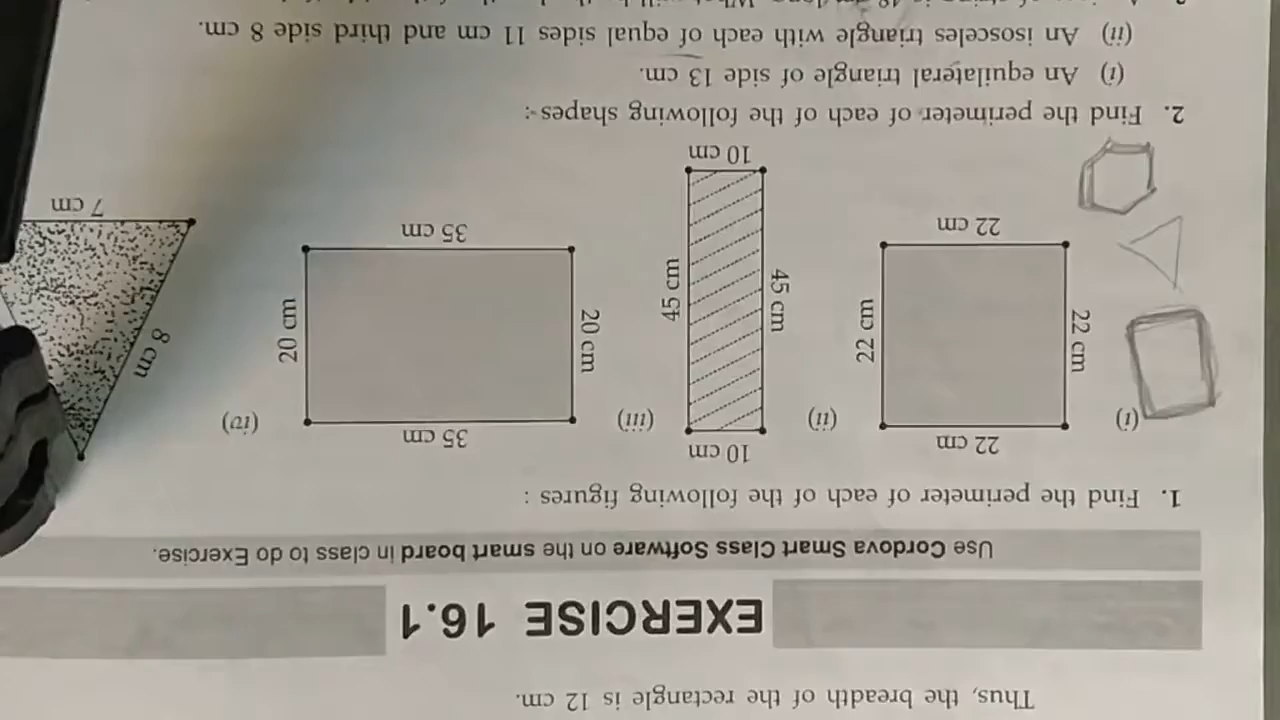 Thus, the breadth of the rectangle is 12 cm.
EXERCISE 16.1
Use Cordova Smart Class Software on the smart board in class to do Exercise.
1. Find the perimeter of each of the following figures :
(i)
22 cm
22 cm
22 cm
22 cm
(ii)
10 cm
45 cm
45 cm
10 cm
(iii)
35 cm
20 cm
20 cm
35 cm
(iv)
8 cm
7 cm
2. Find the perimeter of each of the following shapes :
(i) An equilateral triangle of side 13 cm.
(ii) An isosceles triangle with each of equal sides 11 cm and third side 8 cm.